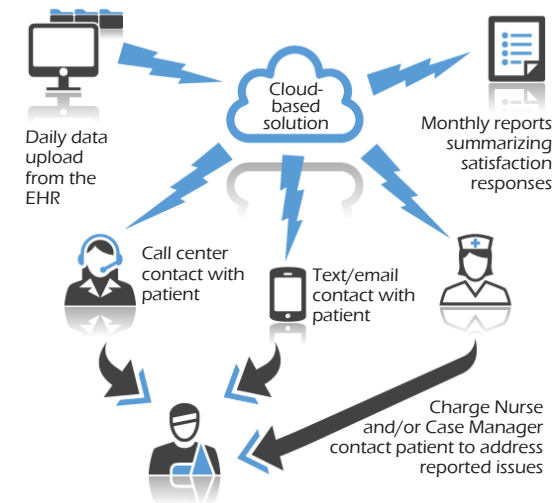 Cloud-
based
solution
Daily data
upload
from the
EHR
Monthly reports
summarizing
satisfaction
responses
Call center
contact with
patient
Text/email
contact with
patient
Charge Nurse
and/or Case Manager
contact patient to address
reported issues